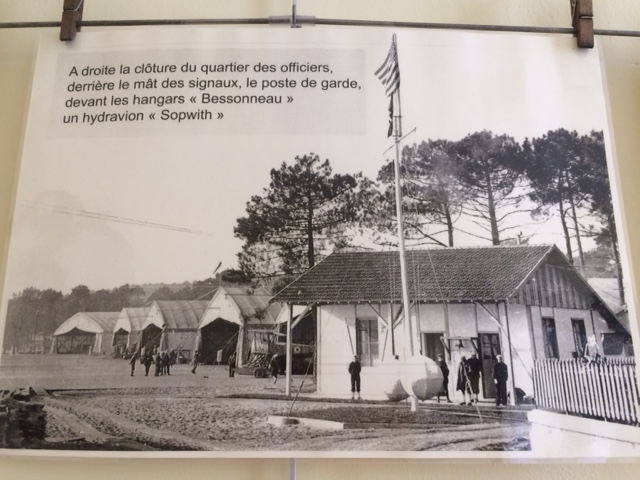 A droite la clôture du quartier des officiers,
derrière le mât des signaux, le poste de garde,
devant les hangars « Bessonneau »
un hydravion « Sopwith »